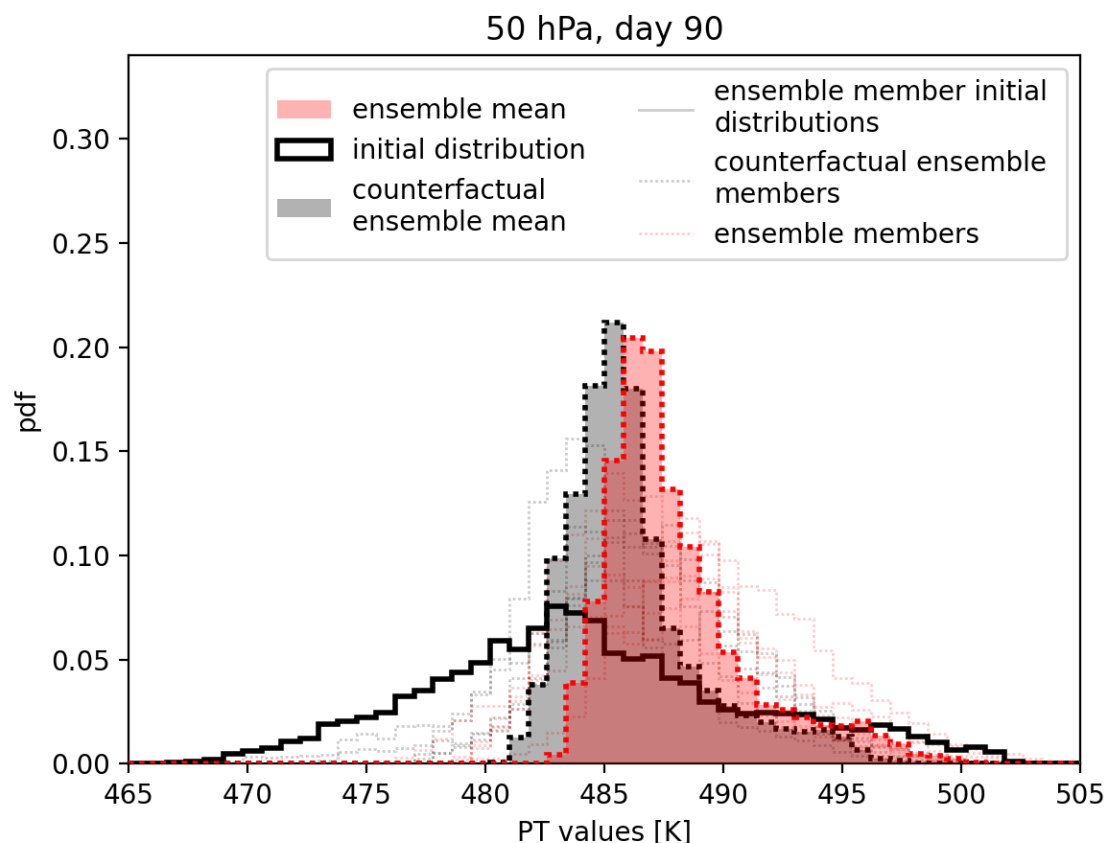 50 hPa, day 90
ensemble mean
initial distribution
counterfactual
ensemble mean
ensemble member initial
distributions
counterfactual ensemble
members
ensemble members
pdf
0.30
0.25
0.20
0.15
0.10
0.05
0.00
465 470 475 480 485 490 495 500 505
PT values [K]